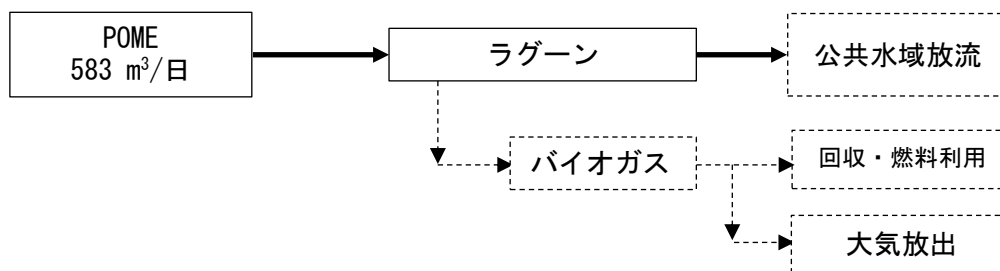 POME
583 m³/日
ラグーン
公共水域放流
バイオガス
回収・燃料利用
大気放出